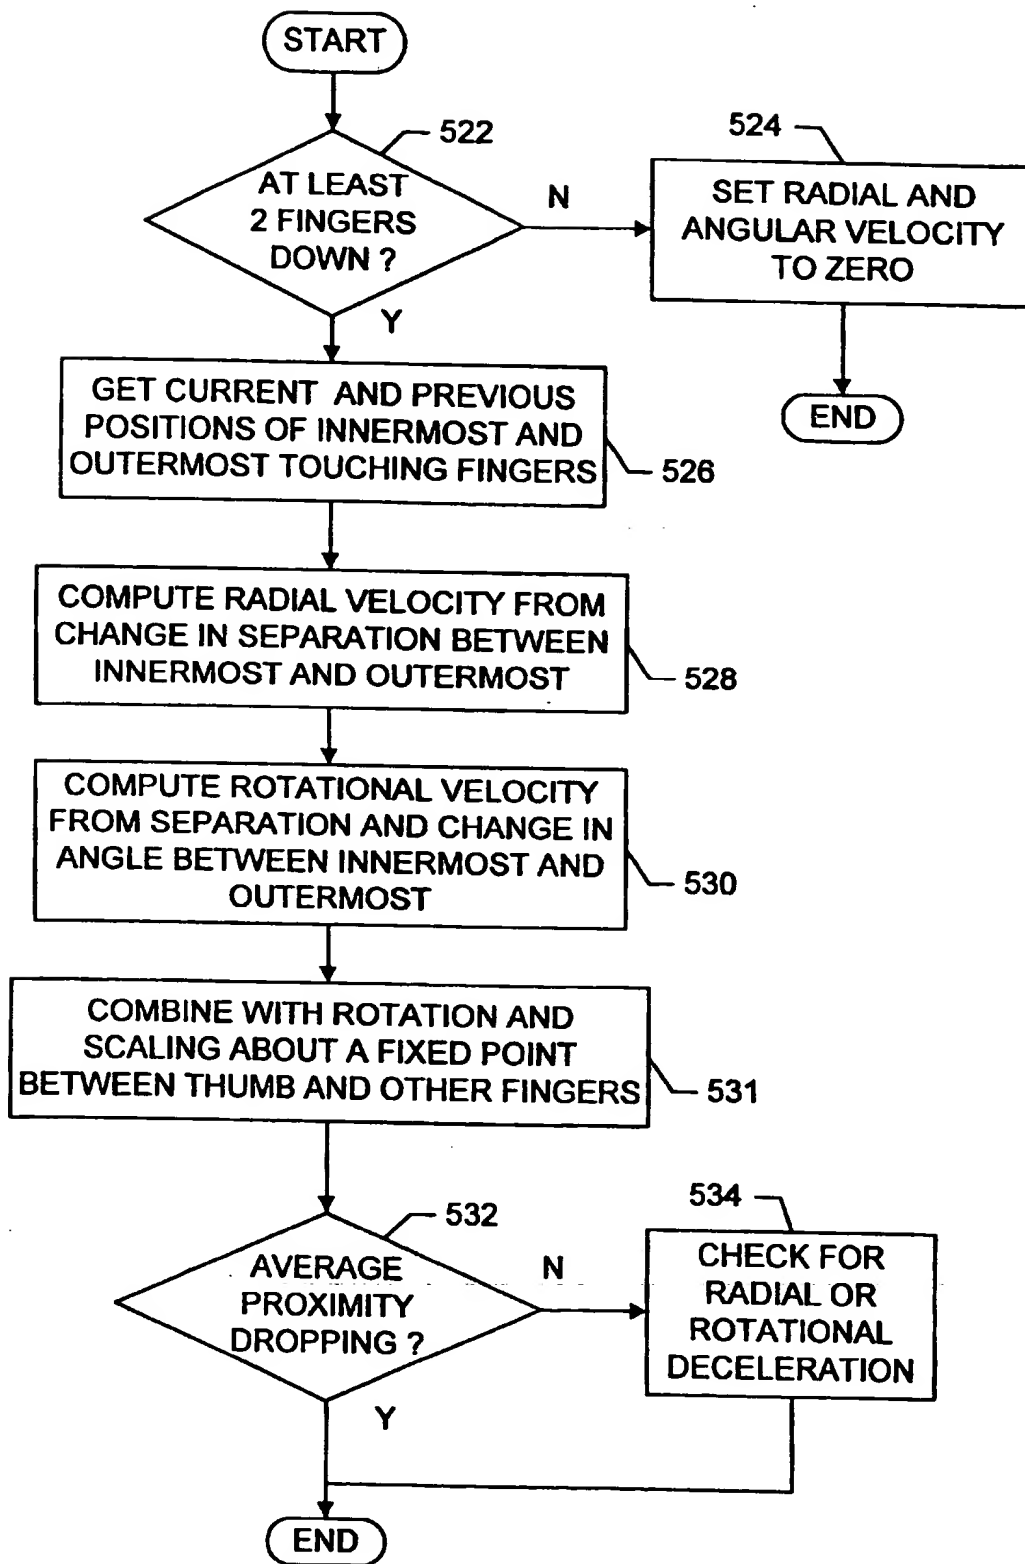 START
522
AT LEAST
2 FINGERS
DOWN ?
N
Y
524
SET RADIAL AND
ANGULAR VELOCITY
TO ZERO
END
GET CURRENT AND PREVIOUS
POSITIONS OF INNERMOST AND
OUTERMOST TOUCHING FINGERS
526
COMPUTE RADIAL VELOCITY FROM
CHANGE IN SEPARATION BETWEEN
INNERMOST AND OUTERMOST
528
COMPUTE ROTATIONAL VELOCITY
FROM SEPARATION AND CHANGE IN
ANGLE BETWEEN INNERMOST AND
OUTERMOST
530
COMBINE WITH ROTATION AND
SCALING ABOUT A FIXED POINT
BETWEEN THUMB AND OTHER FINGERS
531
532
AVERAGE
PROXIMITY
DROPPING ?
N
Y
534
CHECK FOR
RADIAL OR
ROTATIONAL
DECELERATION
END